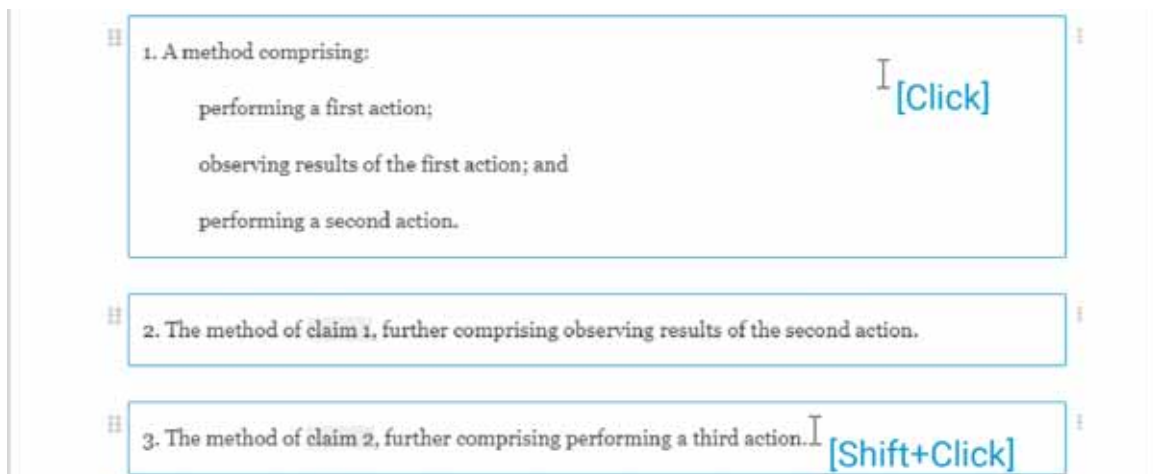 1. A method comprising:
[Click]
performing a first action;
observing results of the first action; and
performing a second action.
2. The method of claim 1, further comprising observing results of the second action.
3. The method of claim 2, further comprising performing a third action.
[Shift+Click]